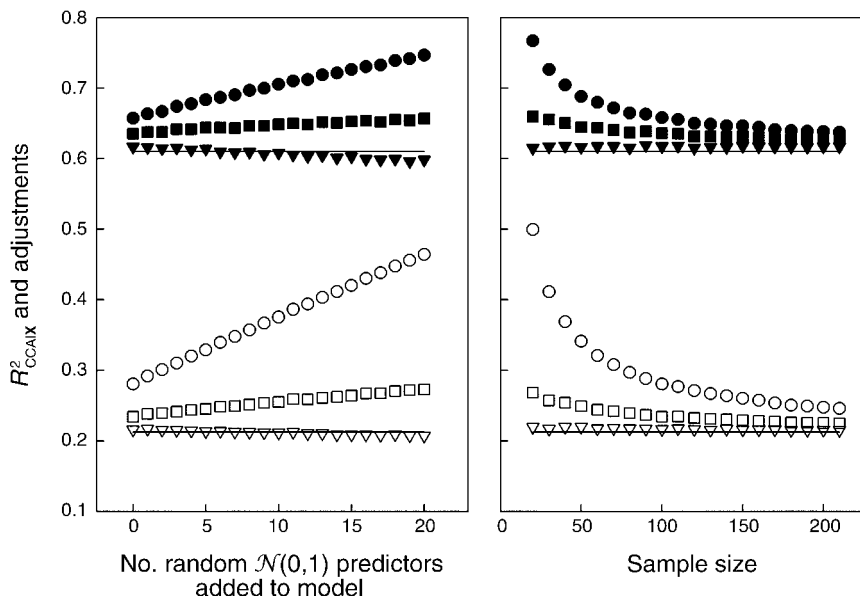 0.8
0.7
0.6
0.5
0.4
0.3
0.2
0.1
R²CCA|X and adjustments
0 5 10 15 20
No. random 𝒩(0,1) predictors
added to model
0 50 100 150 200
Sample size